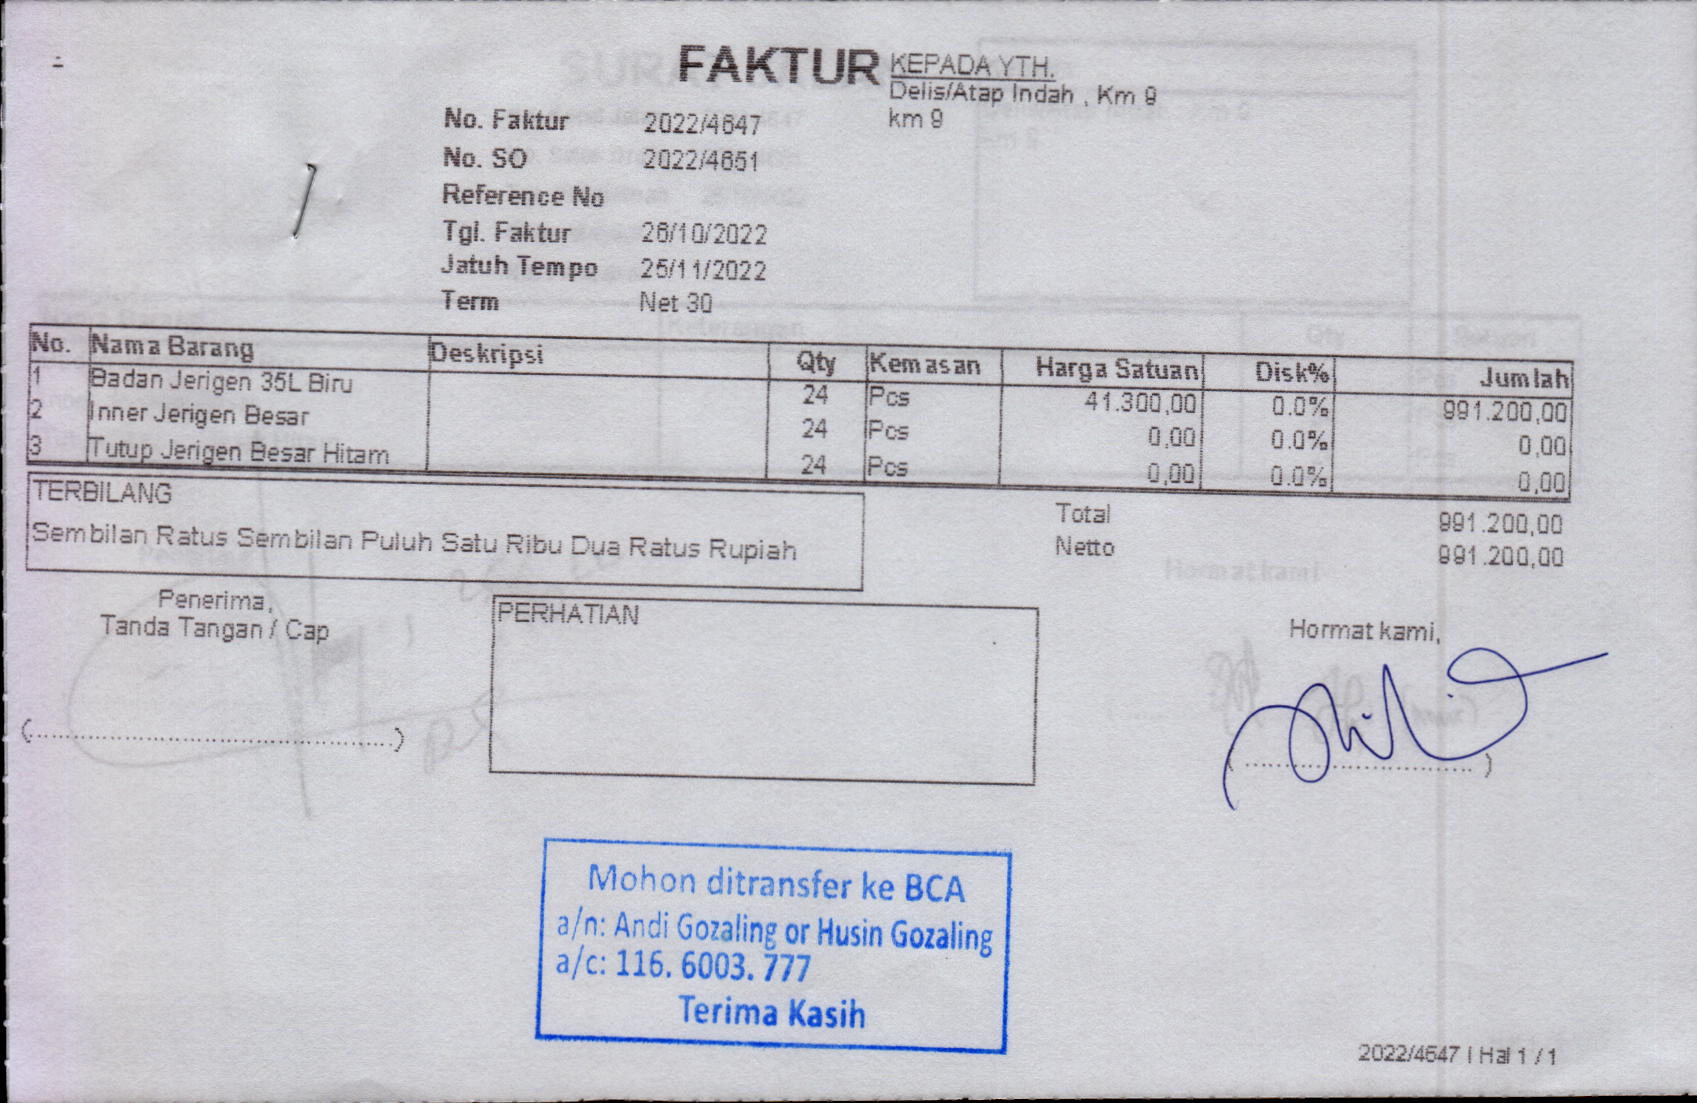 FAKTUR
KEPADA YTH.
Delis/Atap Indah , Km 9
km 9
No. Faktur 2022/4647
No. SO 2022/4651
Reference No
Tgl. Faktur 26/10/2022
Jatuh Tempo 25/11/2022
Term Net 30
No. Nama Barang Deskripsi Qty Kemasan Harga Satuan Disk% Jumlah
1 Badan Jerigen 35L Biru 24 Pcs 41.300,00 0.0% 991.200,00
2 Inner Jerigen Besar 24 Pcs 0,00 0.0% 0,00
3 Tutup Jerigen Besar Hitam 24 Pcs 0,00 0.0% 0,00
TERBILANG
Sembilan Ratus Sembilan Puluh Satu Ribu Dua Ratus Rupiah
Total 991.200,00
Netto 991.200,00
Penerima,
Tanda Tangan / Cap
(........................................)
PERHATIAN
Hormat kami,
(........................................)
Mohon ditransfer ke BCA
a/n: Andi Gozaling or Husin Gozaling
a/c: 116. 6003. 777
Terima Kasih
2022/4647 | Hal 1 / 1